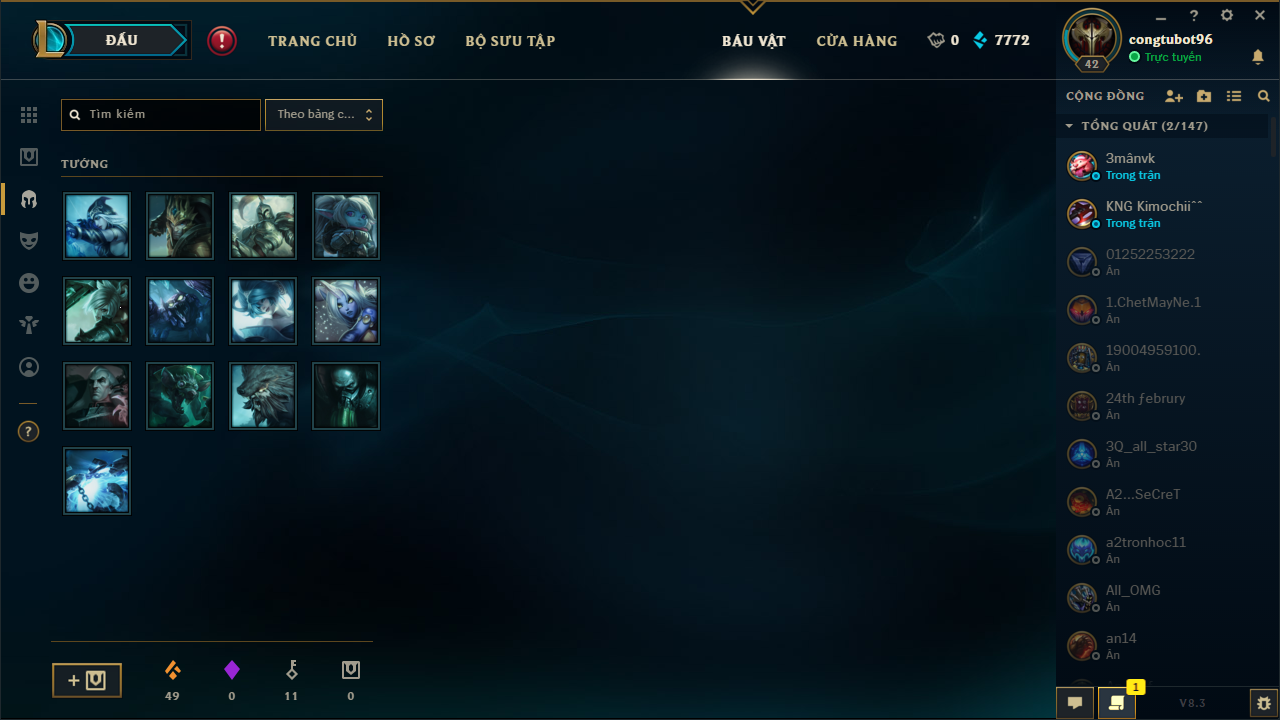 ĐẤU
TRANG CHỦ
HỒ SƠ
BỘ SƯU TẬP
BÁU VẬT
CỬA HÀNG
0
7772
42
congtubot96
Trực tuyến
Tìm kiếm
Theo bảng c...
CỘNG ĐỒNG
TỔNG QUÁT (2/147)
TƯỚNG
3mânvk
Trong trận
KNG Kimochiiˆˆ
Trong trận
01252253222
Ẩn
1.ChetMayNe.1
Ẩn
19004959100.
Ẩn
24th ƒebrury
Ẩn
3Q_all_star30
Ẩn
A2...SeCreT
Ẩn
a2tronhoc11
Ẩn
All_OMG
Ẩn
an14
Ẩn
?
49
0
11
0
1
V8.3